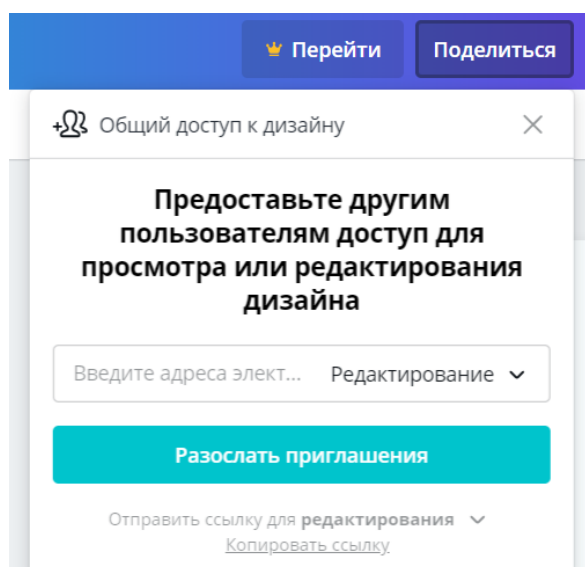 Перейти
Поделиться
Общий доступ к дизайну
Предоставьте другим
пользователям доступ для
просмотра или редактирования
дизайна
Введите адреса элект... Редактирование
Разослать приглашения
Отправить ссылку для редактирования
Копировать ссылку